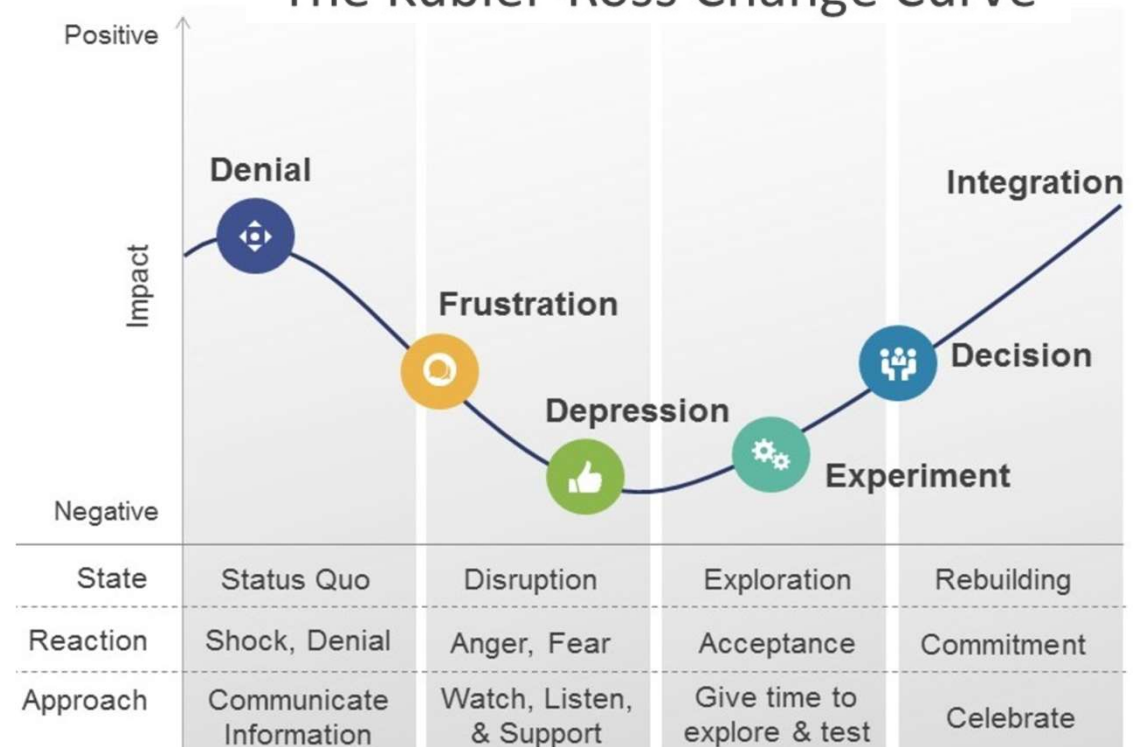 The Kübler-Ross Change Curve
Positive
Denial
Integration
Impact
Frustration
Decision
Depression
Experiment
Negative
State Status Quo Disruption Exploration Rebuilding
Reaction Shock, Denial Anger, Fear Acceptance Commitment
Approach Communicate Information Watch, Listen, & Support Give time to explore & test Celebrate